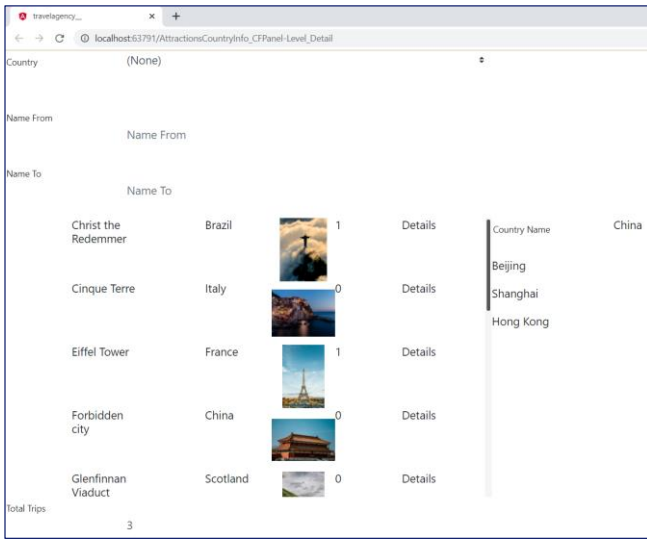 travelagency_
localhost:63791/AttractionsCountryInfo_CFPanel-Level_Detail
Country
(None)
Name From
Name From
Name To
Name To
Christ the Redemmer Brazil 1 Details
Cinque Terre Italy 0 Details
Eiffel Tower France 1 Details
Forbidden city China 0 Details
Glenfinnan Viaduct Scotland 0 Details
Country Name China
Beijing
Shanghai
Hong Kong
Total Trips
3